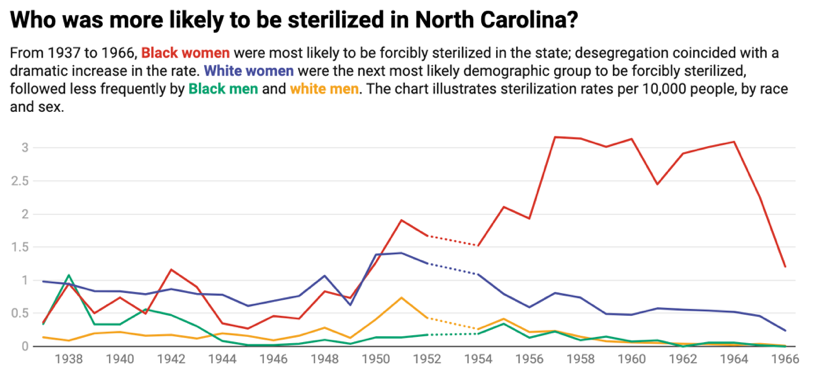 Who was more likely to be sterilized in North Carolina?
From 1937 to 1966, Black women were most likely to be forcibly sterilized in the state; desegregation coincided with a
dramatic increase in the rate. White women were the next most likely demographic group to be forcibly sterilized,
followed less frequently by Black men and white men. The chart illustrates sterilization rates per 10,000 people, by race
and sex.
3
2.5
2
1.5
1
0.5
0
1938 1940 1942 1944 1946 1948 1950 1952 1954 1956 1958 1960 1962 1964 1966